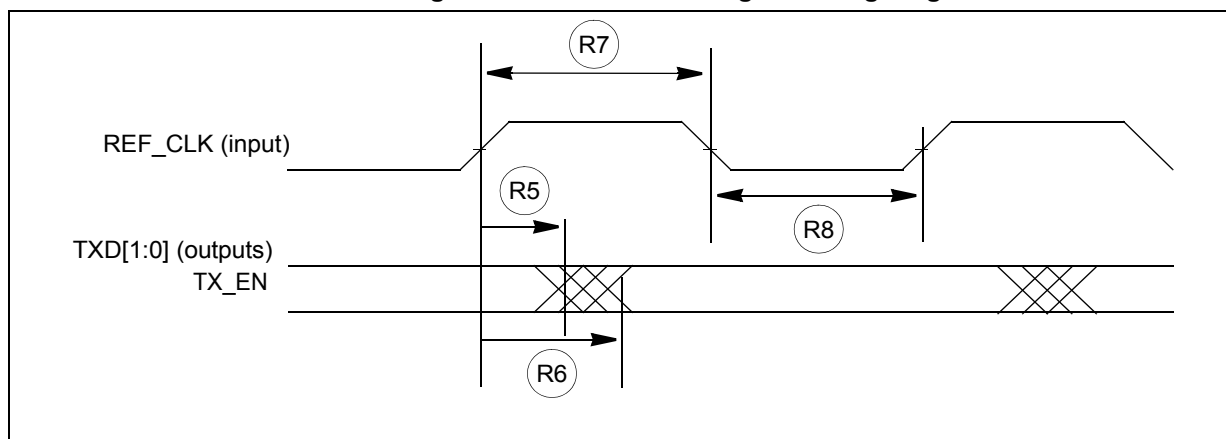 R7
REF_CLK (input)
R5
R8
TXD[1:0] (outputs)
TX_EN
R6